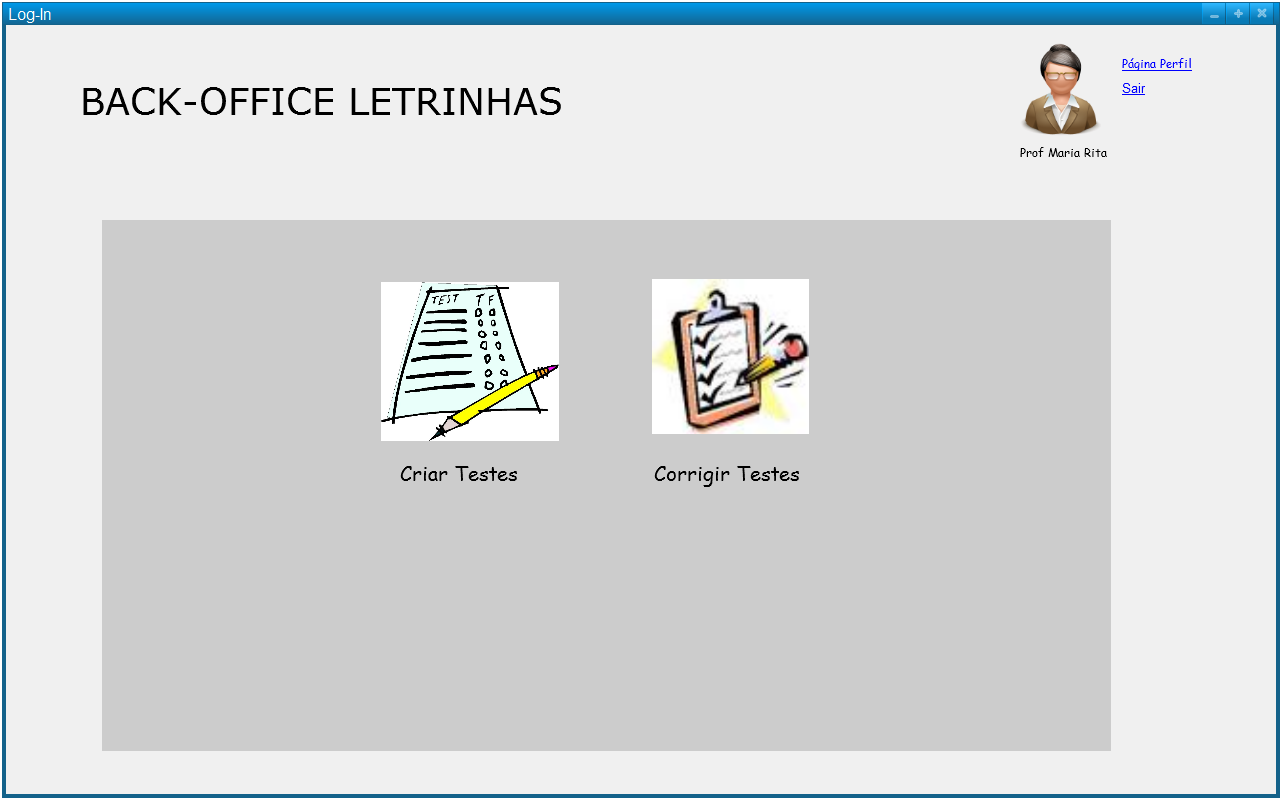 Log-In
BACK-OFFICE LETRINHAS
Página Perfil
Sair
Prof Maria Rita
TEST T F
Criar Testes
Corrigir Testes